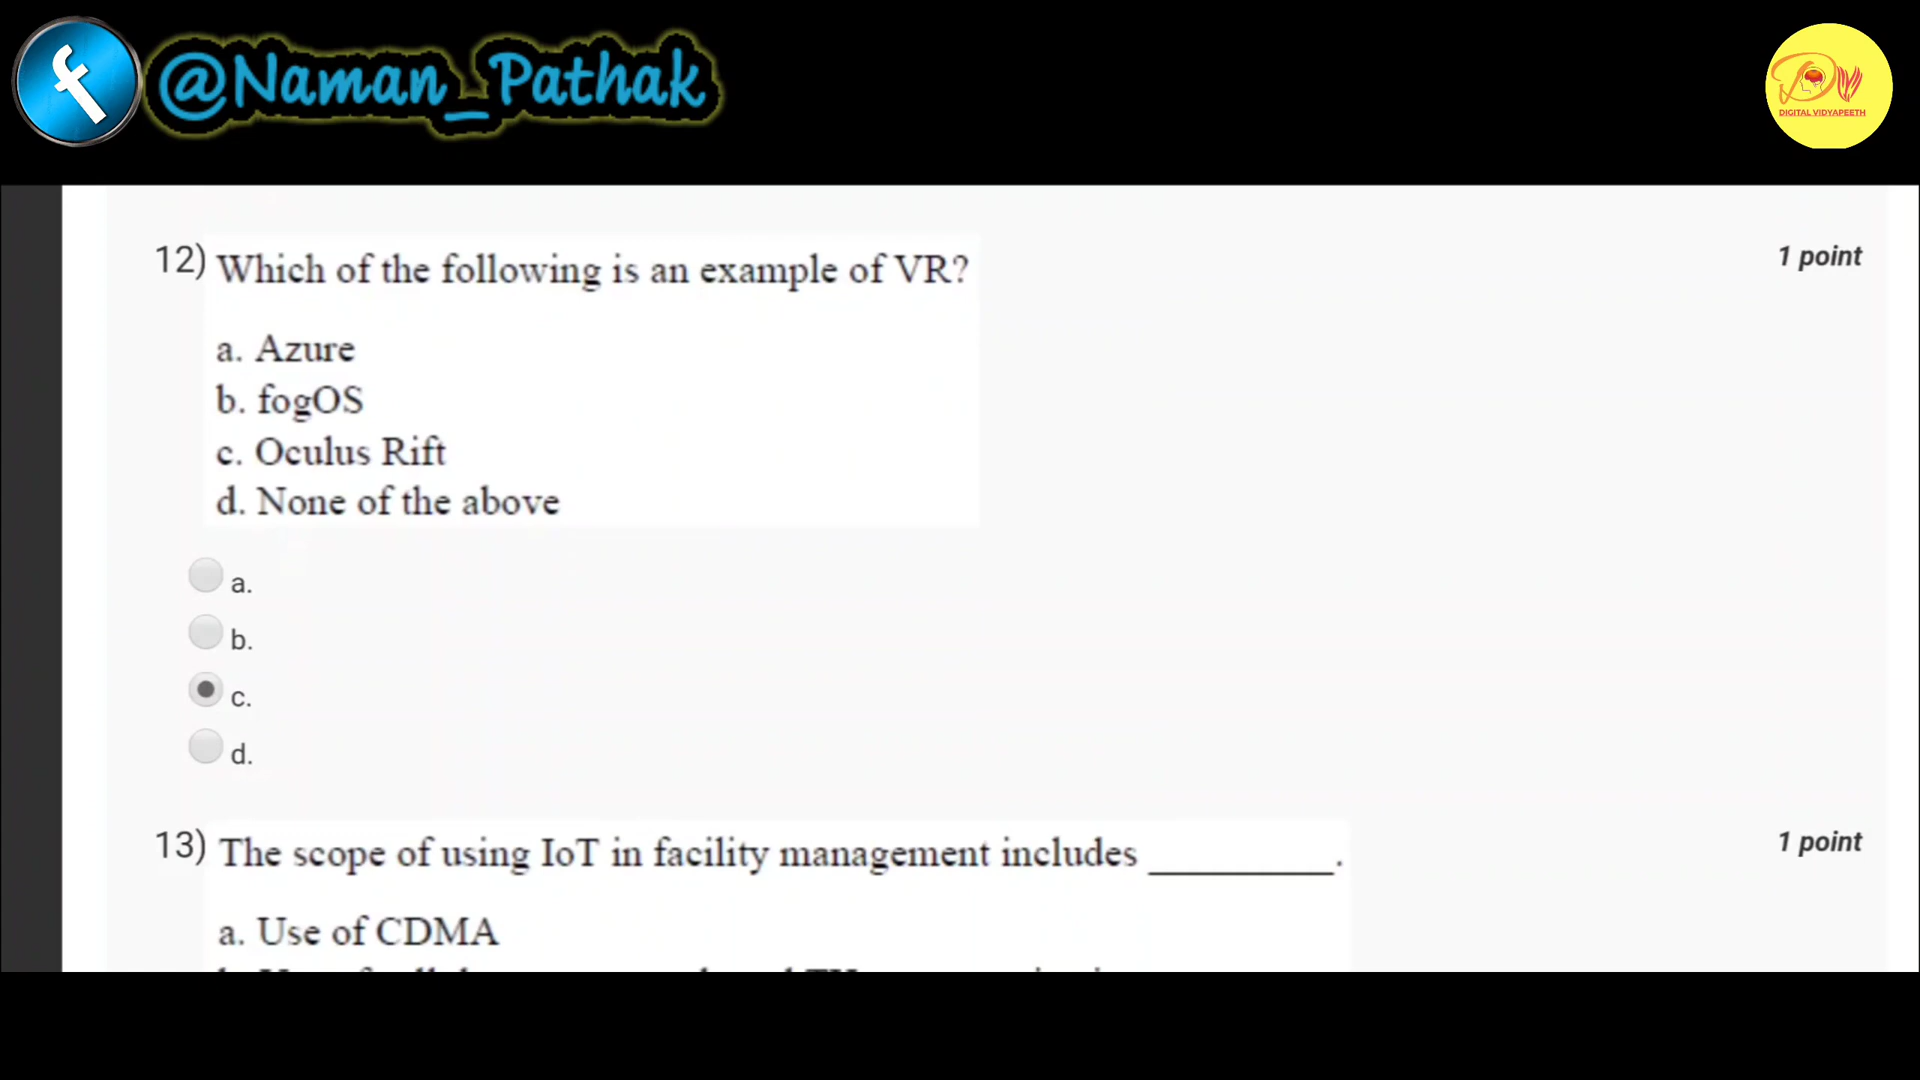 @Naman_Pathak
DIGITAL VIDYAPEETH
12) Which of the following is an example of VR?
1 point
a. Azure
b. fogOS
c. Oculus Rift
d. None of the above
a.
b.
c.
d.
13) The scope of using IoT in facility management includes __________.
1 point
a. Use of CDMA